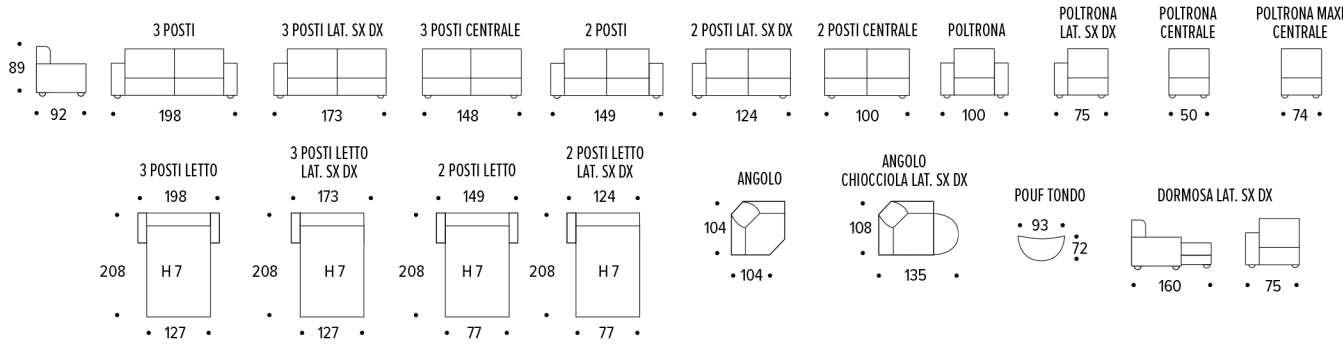 3 POSTI
3 POSTI LAT. SX DX
3 POSTI CENTRALE
2 POSTI
2 POSTI LAT. SX DX
2 POSTI CENTRALE
POLTRONA
POLTRONA
LAT. SX DX
POLTRONA
CENTRALE
POLTRONA MAXI
CENTRALE
89
92
198
173
148
149
124
100
100
75
50
74
3 POSTI LETTO
198
208
H 7
127
3 POSTI LETTO
LAT. SX DX
173
208
H 7
127
2 POSTI LETTO
149
208
H 7
77
2 POSTI LETTO
LAT. SX DX
124
208
H 7
77
ANGOLO
104
104
ANGOLO
CHIOCCIOLA LAT. SX DX
108
135
POUF TONDO
93
72
DORMOSA LAT. SX DX
160
75